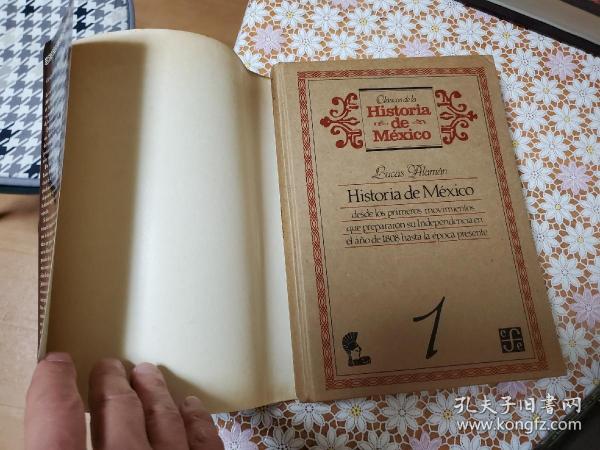 Clásicos de la
Historia
de
México
Lucas Alamán
Historia de México
desde los primeros movimientos
que prepararon su Independencia en
el año de 1808 hasta la época presente
1
孔夫子旧书网
www.kongfz.com